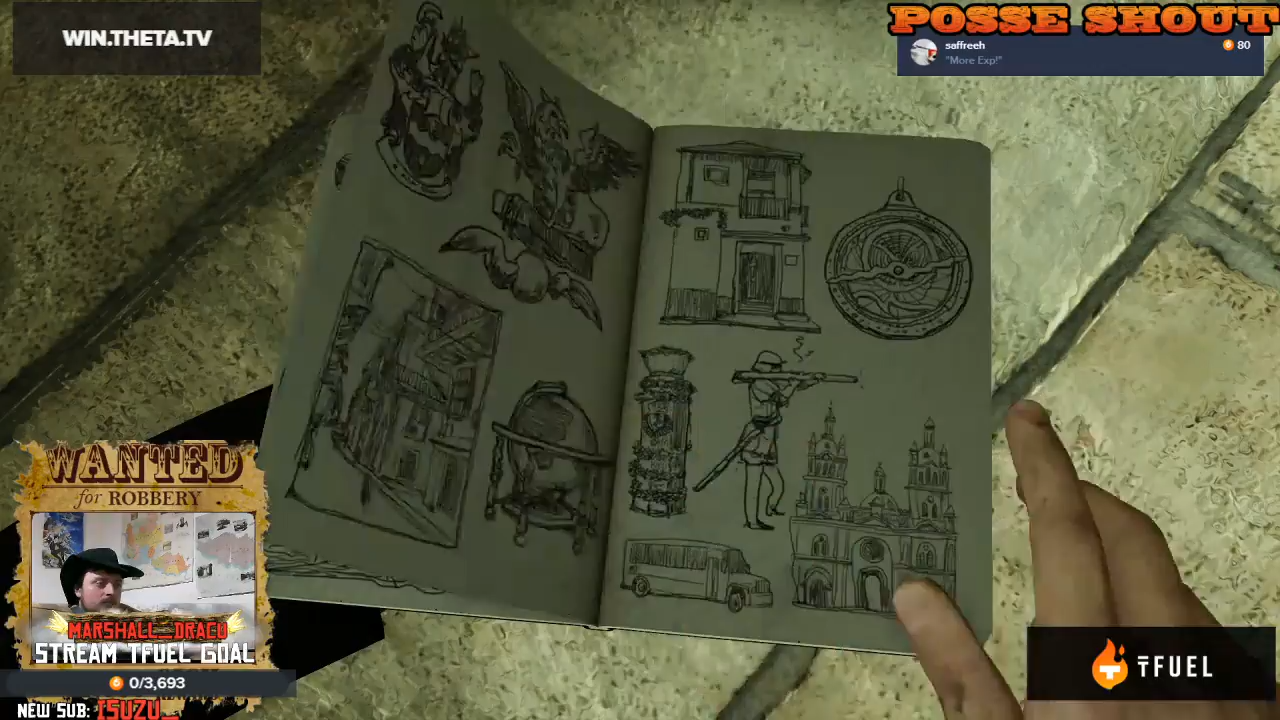 WIN.THETA.TV
POSSE SHOUT
saffreeh
80
"More Exp!"
WANTED
for ROBBERY
MARSHALL_DRACO
STREAM TFUEL GOAL
0/3,693
NEW SUB: ISUZU_
TFUEL